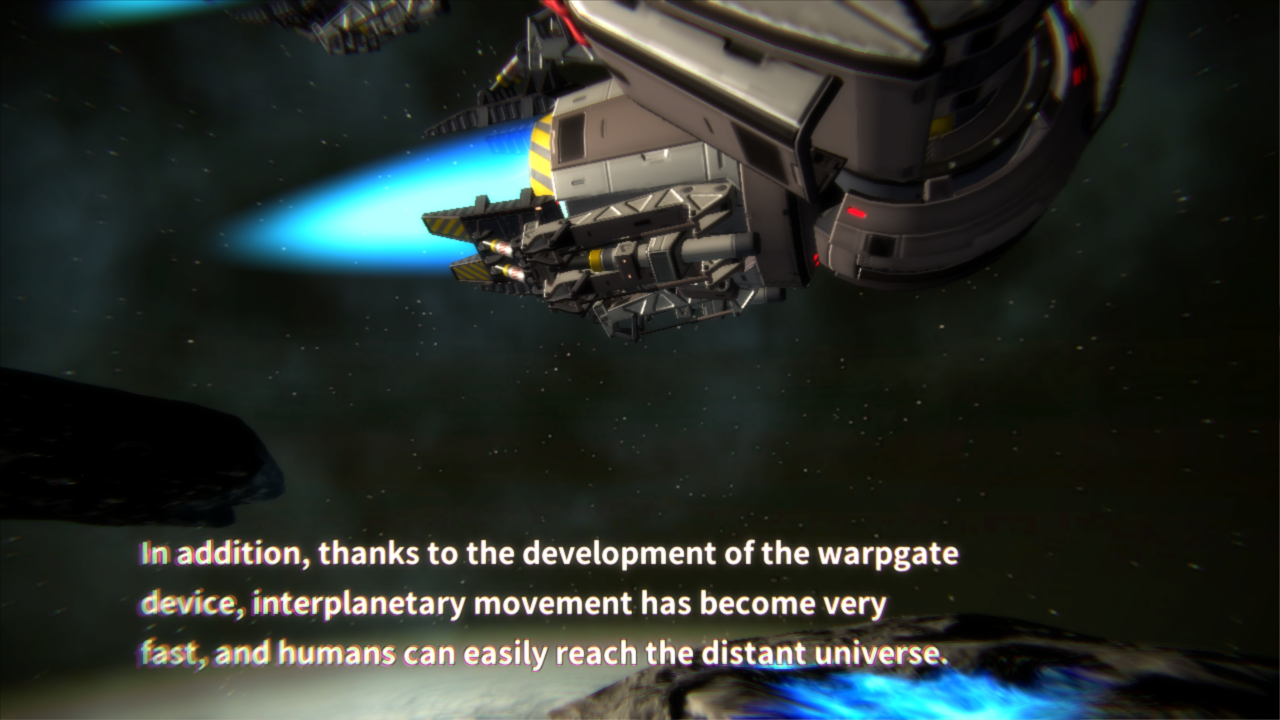 In addition, thanks to the development of the warpgate
device, interplanetary movement has become very
fast, and humans can easily reach the distant universe.